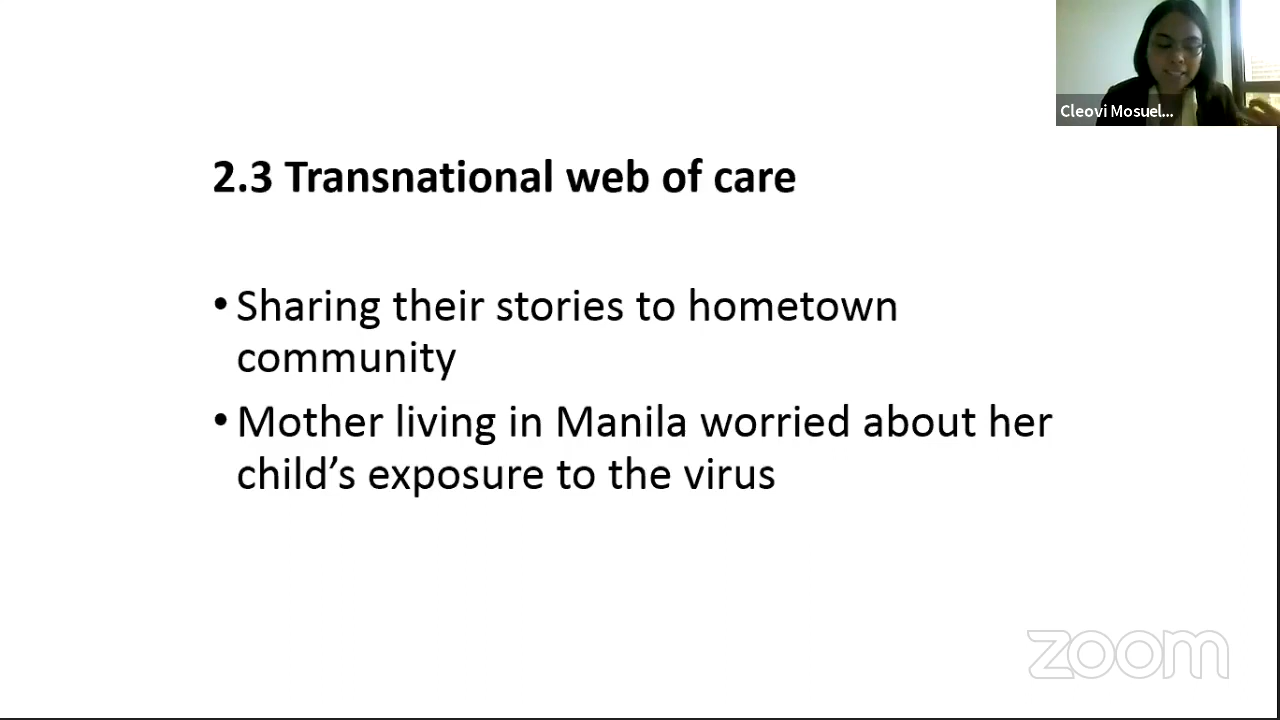 Cleovi Mosuel...
2.3 Transnational web of care
• Sharing their stories to hometown
community
• Mother living in Manila worried about her
child’s exposure to the virus
zoom